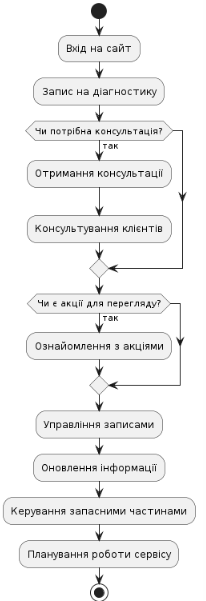 Вхід на сайт
Запис на діагностику
Чи потрібна консультація?
так
Отримання консультації
Консультування клієнтів
Чи є акції для перегляду?
так
Ознайомлення з акціями
Управління записами
Оновлення інформації
Керування запасними частинами
Планування роботи сервісу